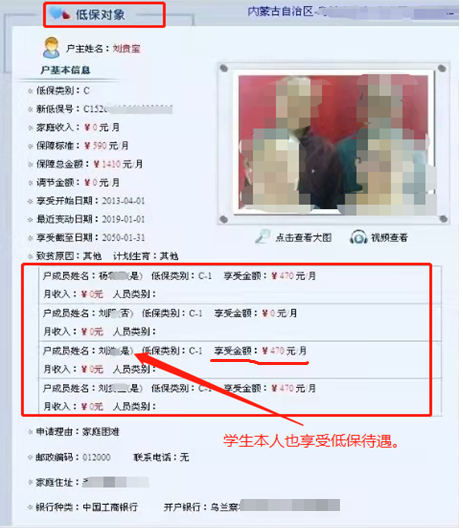 低保对象
内蒙古自治区-
户主姓名：刘贵宝
户基本信息
低保类别：C
新低保号：C152
家庭收入：￥0元/月
保障标准：￥590 元/月
保障总金额：￥1410 元/月
调节金额：￥0元/月
享受开始日期：2013-04-01
最近变动日期：2019-01-01
享受截至日期：2050-01-31
点击查看大图 视频查看
致贫原因：其他 计划生育：其他
户成员姓名：杨 (是) 低保类别：C-1 享受金额：￥470元/月
月收入：￥0元 人员类别：
户成员姓名：刘 (否) 低保类别：C-1 享受金额：￥0元/月
月收入：￥0元 人员类别：
户成员姓名：刘 (是) 低保类别：C-1 享受金额：￥470元/月
月收入：￥0元 人员类别：
户成员姓名：刘 (是) 低保类别：C-1 享受金额：￥470元/月
月收入：￥0元 人员类别：
学生本人也享受低保待遇。
申请理由：家庭困难
邮政编码：012000 联系电话：无
家庭住址：
银行种类：中国工商银行 开户银行：乌兰察